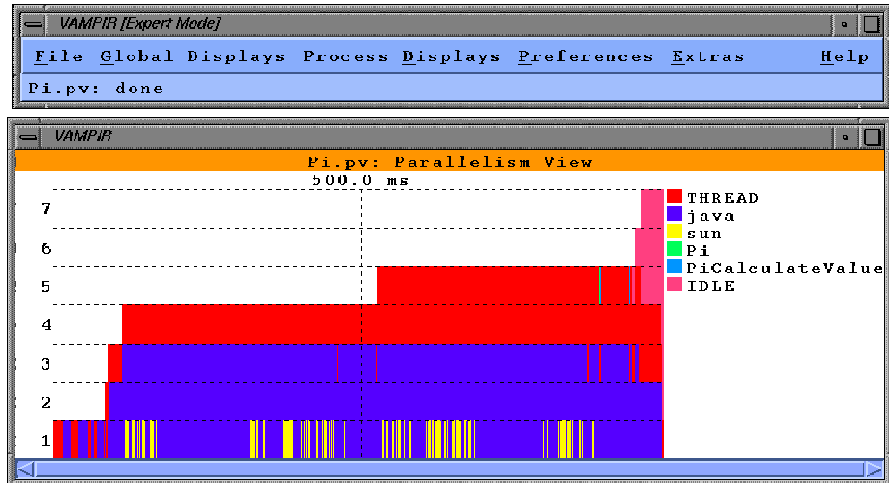 VAMPIR [Expert Mode]
File Global Displays Process Displays Preferences Extras Help
Pi.pv: done
VAMPIR
Pi.pv: Parallelism View
500.0 ms
7
6
5
4
3
2
1
THREAD
java
sun
Pi
PiCalculateValue
IDLE